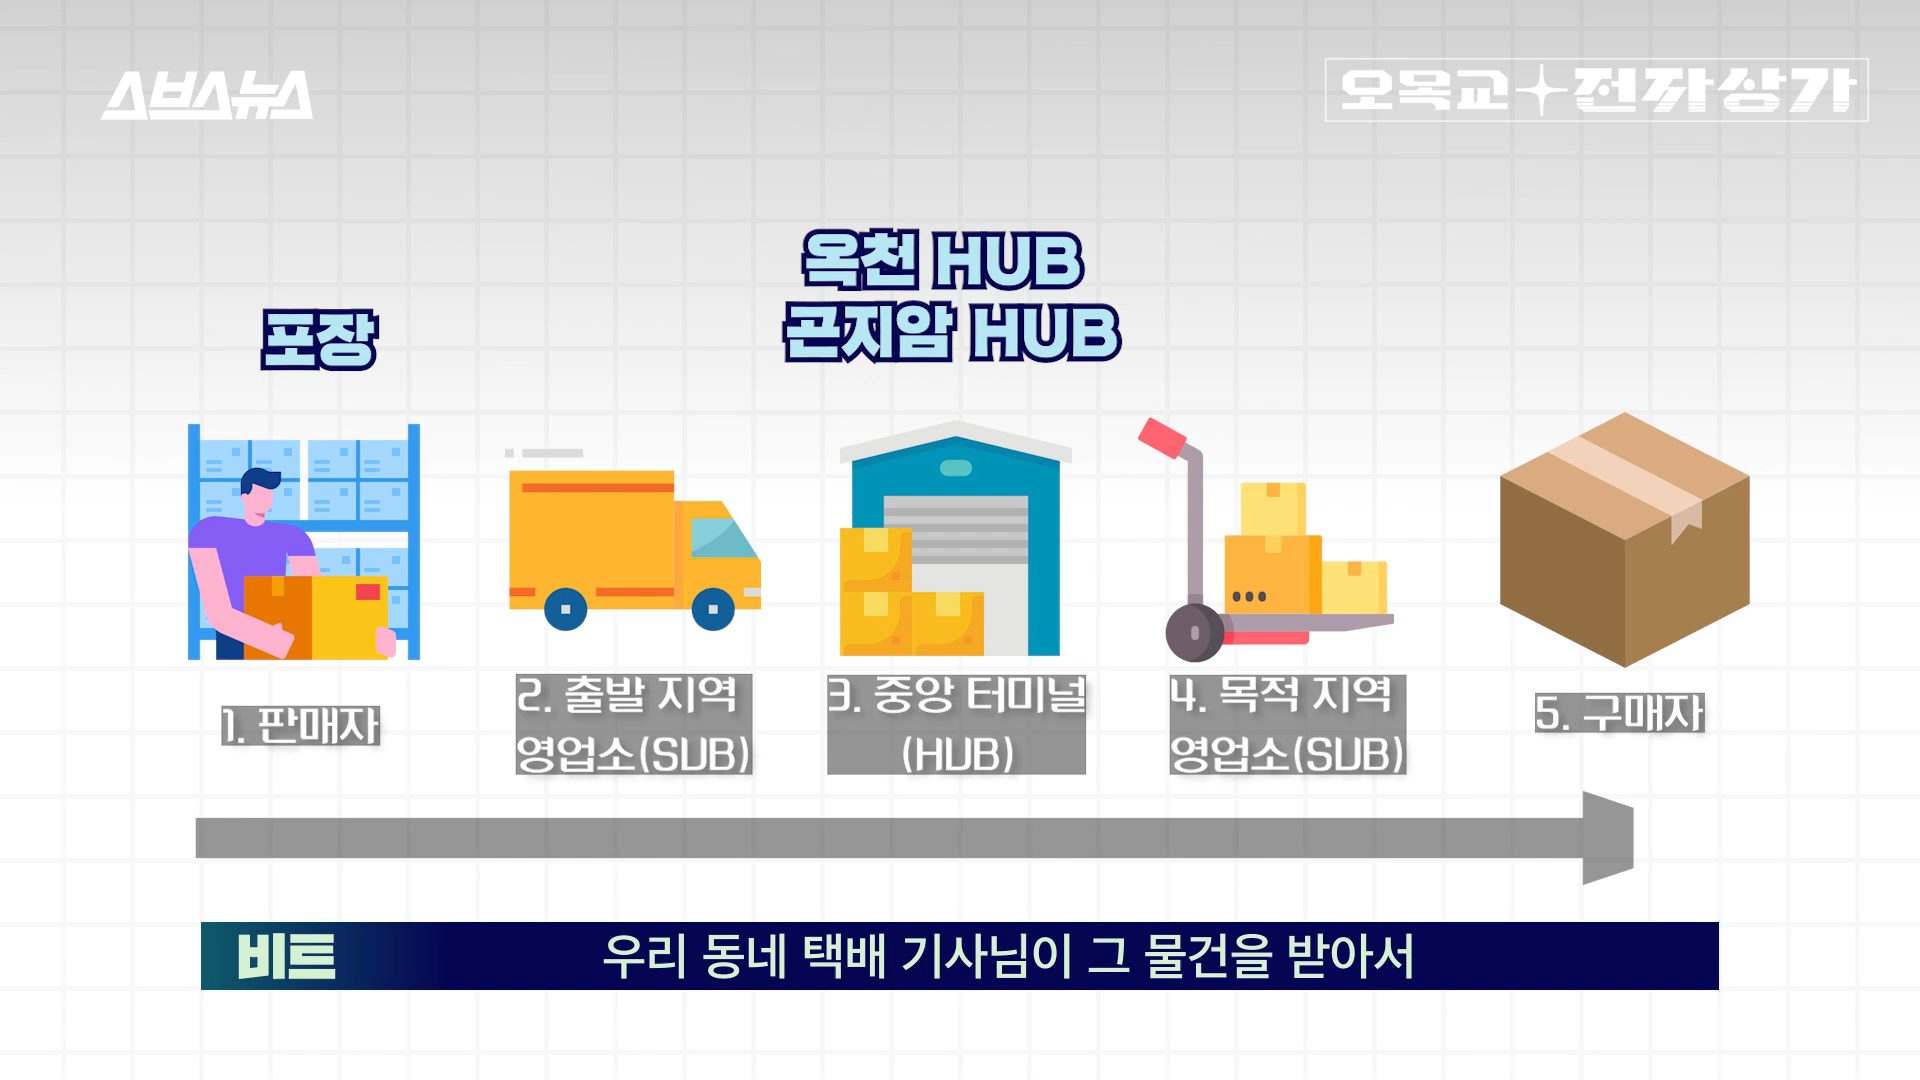 스브스뉴스
오목교 전자상가
옥천 HUB
곤지암 HUB
포장
1. 판매자
2. 출발 지역
영업소(SUB)
3. 중앙 터미널
(HUB)
4. 목적 지역
영업소(SUB)
5. 구매자
비트
우리 동네 택배 기사님이 그 물건을 받아서